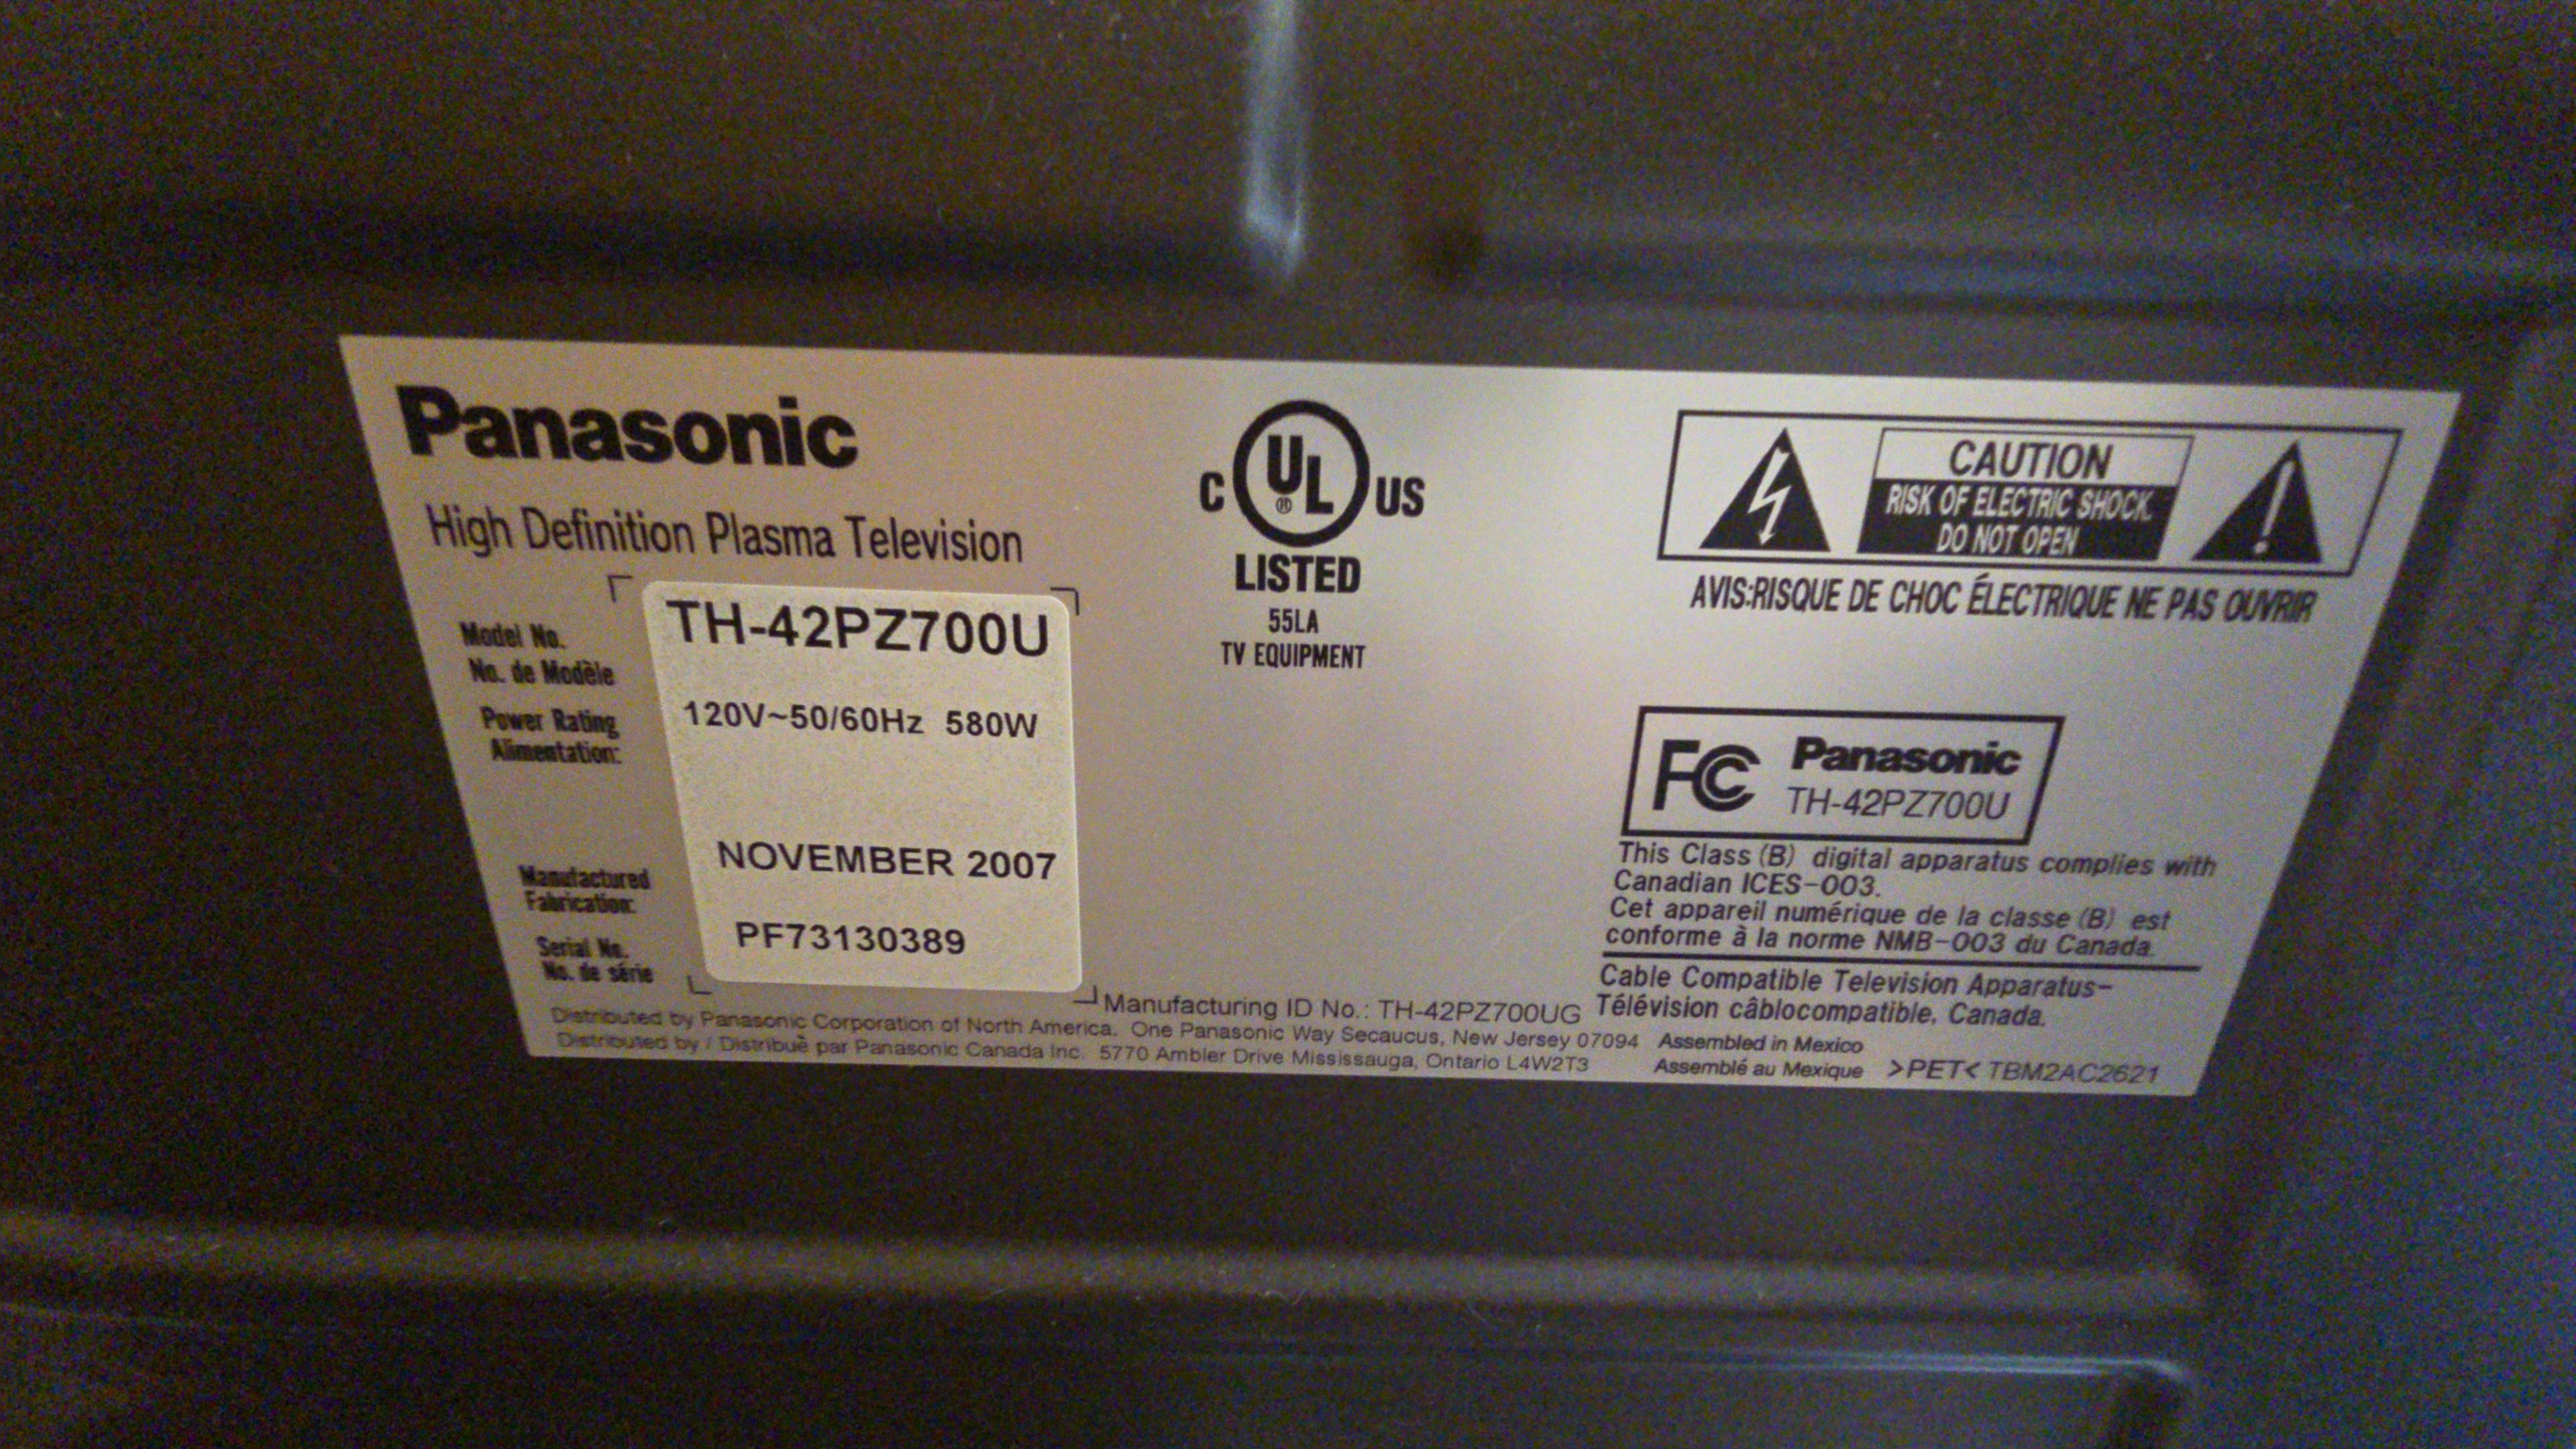 Panasonic
High Definition Plasma Television
Model No.
No. de Modèle
TH-42PZ700U
Power Rating
Alimentation:
120V~50/60Hz 580W
Manufactured
Fabrication:
NOVEMBER 2007
Serial No.
No. de série
PF73130389
C UL® US
LISTED
55LA
TV EQUIPMENT
CAUTION
RISK OF ELECTRIC SHOCK
DO NOT OPEN
AVIS:RISQUE DE CHOC ÉLECTRIQUE NE PAS OUVRIR
FC Panasonic
TH-42PZ700U
This Class (B) digital apparatus complies with
Canadian ICES-003.
Cet appareil numérique de la classe (B) est
conforme à la norme NMB-003 du Canada.
Cable Compatible Television Apparatus-
Télévision câblocompatible, Canada.
Manufacturing ID No.: TH-42PZ700UG
Distributed by Panasonic Corporation of North America. One Panasonic Way Secaucus, New Jersey 07094
Distributed by / Distribuè par Panasonic Canada Inc. 5770 Ambler Drive Mississauga, Ontario L4W2T3
Assembled in Mexico
Assemblé au Mexique >PET< TBM2AC2621